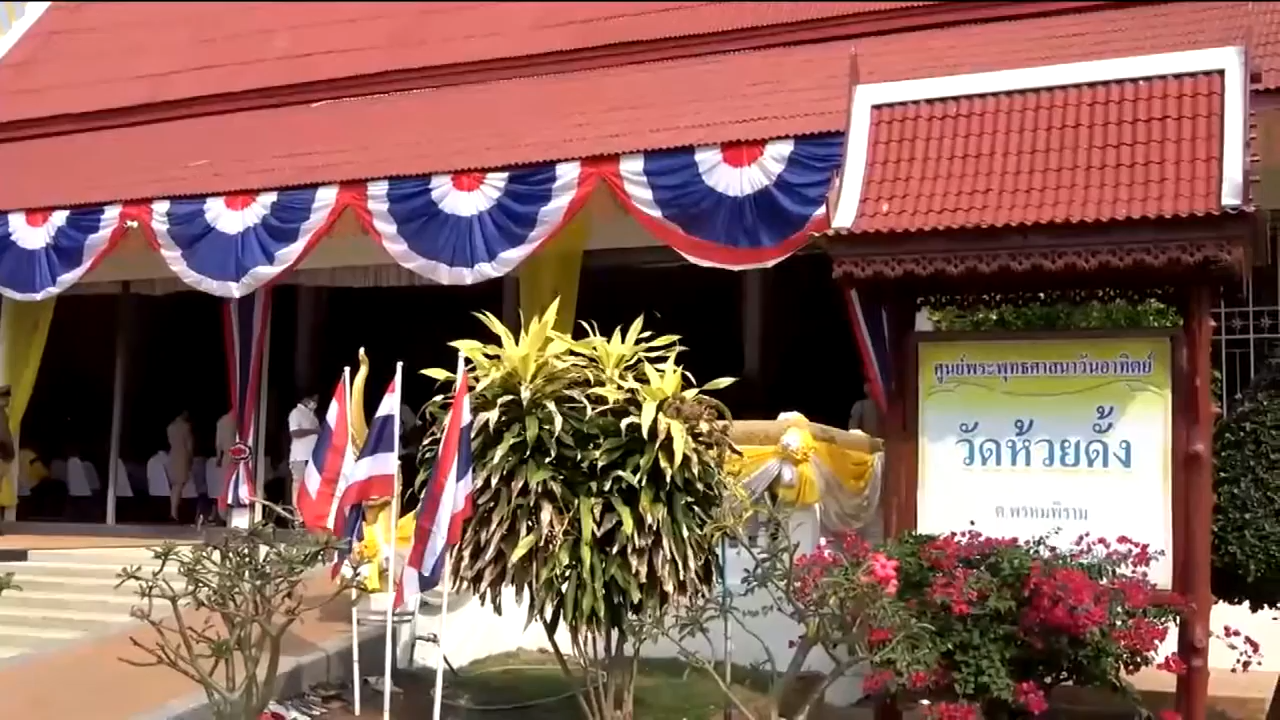 ศูนย์พระพุทธศาสนาวันอาทิตย์
วัดห้วยดั้ง
ต.พรหมพิราม